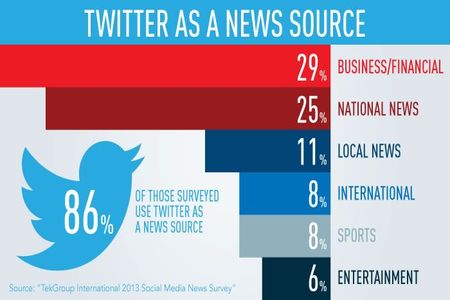 TWITTER AS A NEWS SOURCE
29% BUSINESS/FINANCIAL
25% NATIONAL NEWS
11% LOCAL NEWS
8% INTERNATIONAL
8% SPORTS
6% ENTERTAINMENT
86%
OF THOSE SURVEYED
USE TWITTER AS
A NEWS SOURCE
Source: "TekGroup International 2013 Social Media News Survey"